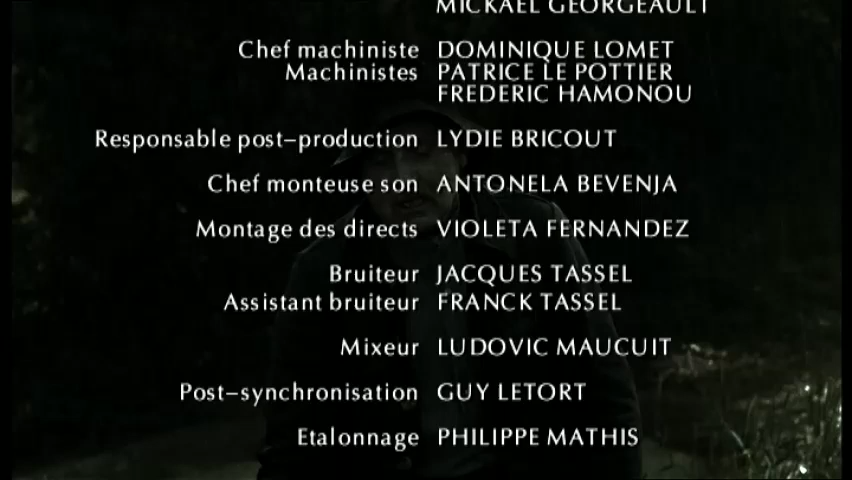 MICKAEL GEORGEAULT
Chef machiniste DOMINIQUE LOMET
Machinistes PATRICE LE POTTIER
FREDERIC HAMONOU
Responsable post-production LYDIE BRICOUT
Chef monteuse son ANTONELA BEVENJA
Montage des directs VIOLETA FERNANDEZ
Bruiteur JACQUES TASSEL
Assistant bruiteur FRANCK TASSEL
Mixeur LUDOVIC MAUCUIT
Post-synchronisation GUY LETORT
Etalonnage PHILIPPE MATHIS